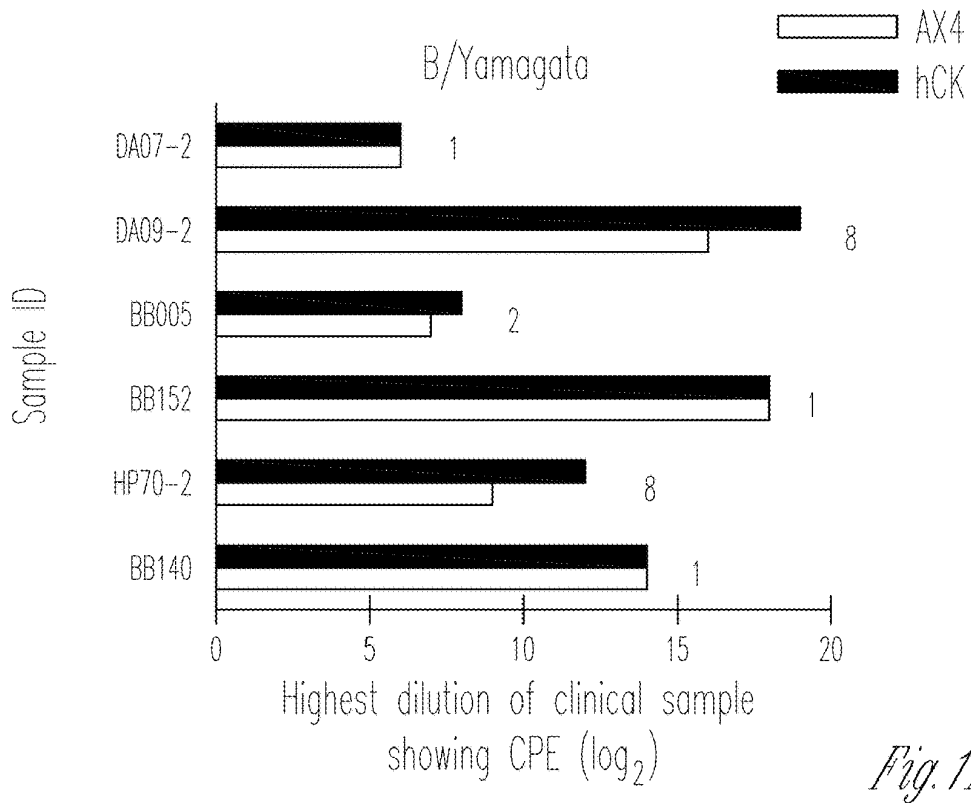 AX4
hCK
B/Yamagata
DA07-2
1
DA09-2
8
BB005
2
BB152
1
HP70-2
8
BB140
1
Sample ID
0 5 10 15 20
Highest dilution of clinical sample
showing CPE (log2)